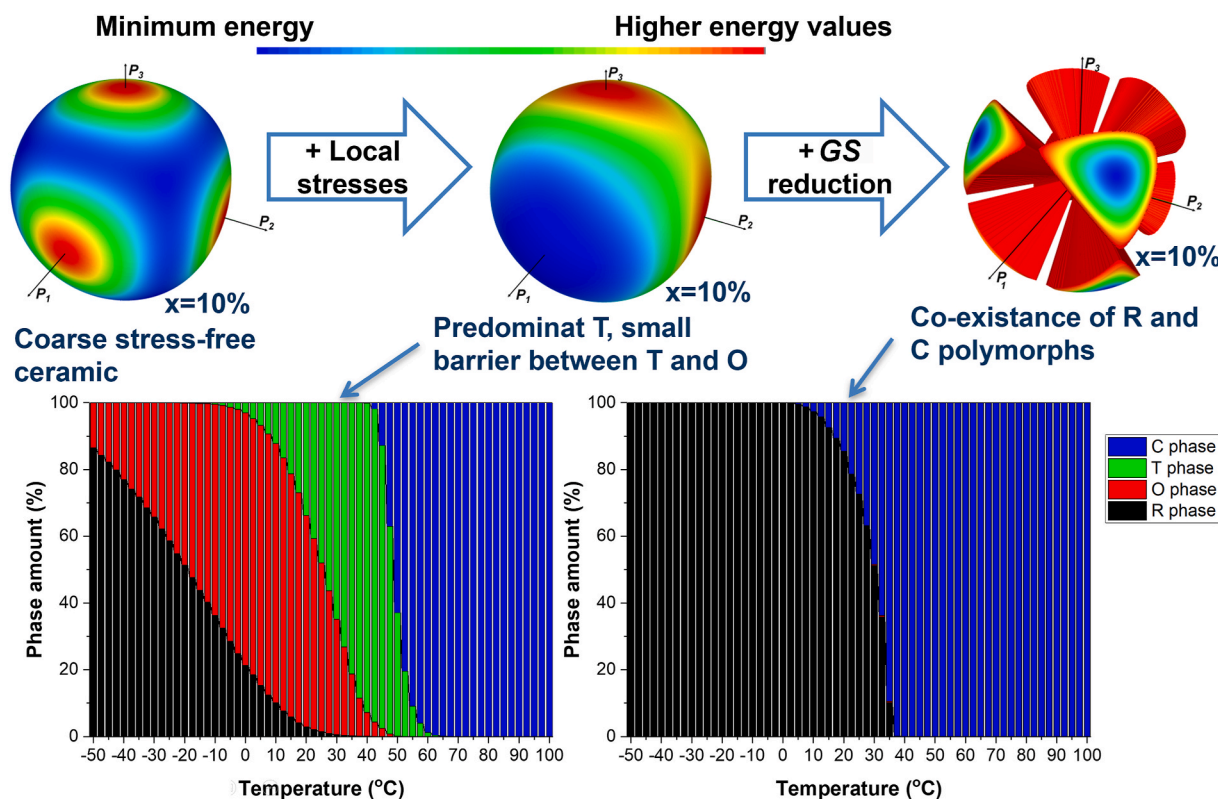 Minimum energy
Higher energy values
P3
P3
P3
+ Local
stresses
+ GS
reduction
P2
P2
P2
P1
P1
P1
x=10%
x=10%
x=10%
Coarse stress-free
ceramic
Predominat T, small
barrier between T and O
Co-existance of R and
C polymorphs
Phase amount (%)
100
80
60
40
20
0
-50 -40 -30 -20 -10 0 10 20 30 40 50 60 70 80 90 100
Temperature (oC)
Phase amount (%)
100
80
60
40
20
0
-50 -40 -30 -20 -10 0 10 20 30 40 50 60 70 80 90 100
Temperature (oC)
C phase
T phase
O phase
R phase